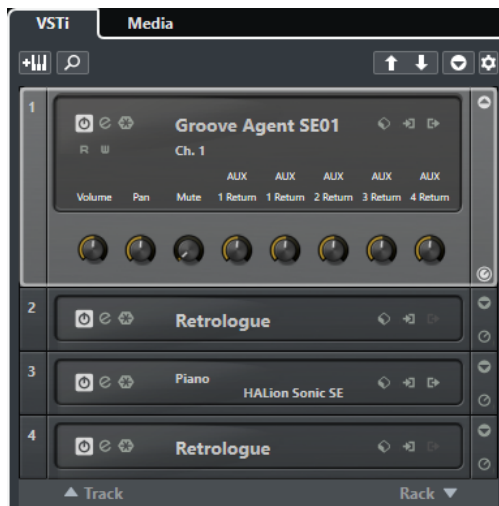 VSTi Media
1
Groove Agent SE01
R W
Ch. 1
AUX AUX AUX AUX AUX
Volume Pan Mute 1 Return 1 Return 2 Return 3 Return 4 Return
2
Retrologue
3
Piano
HALion Sonic SE
4
Retrologue
Track Rack